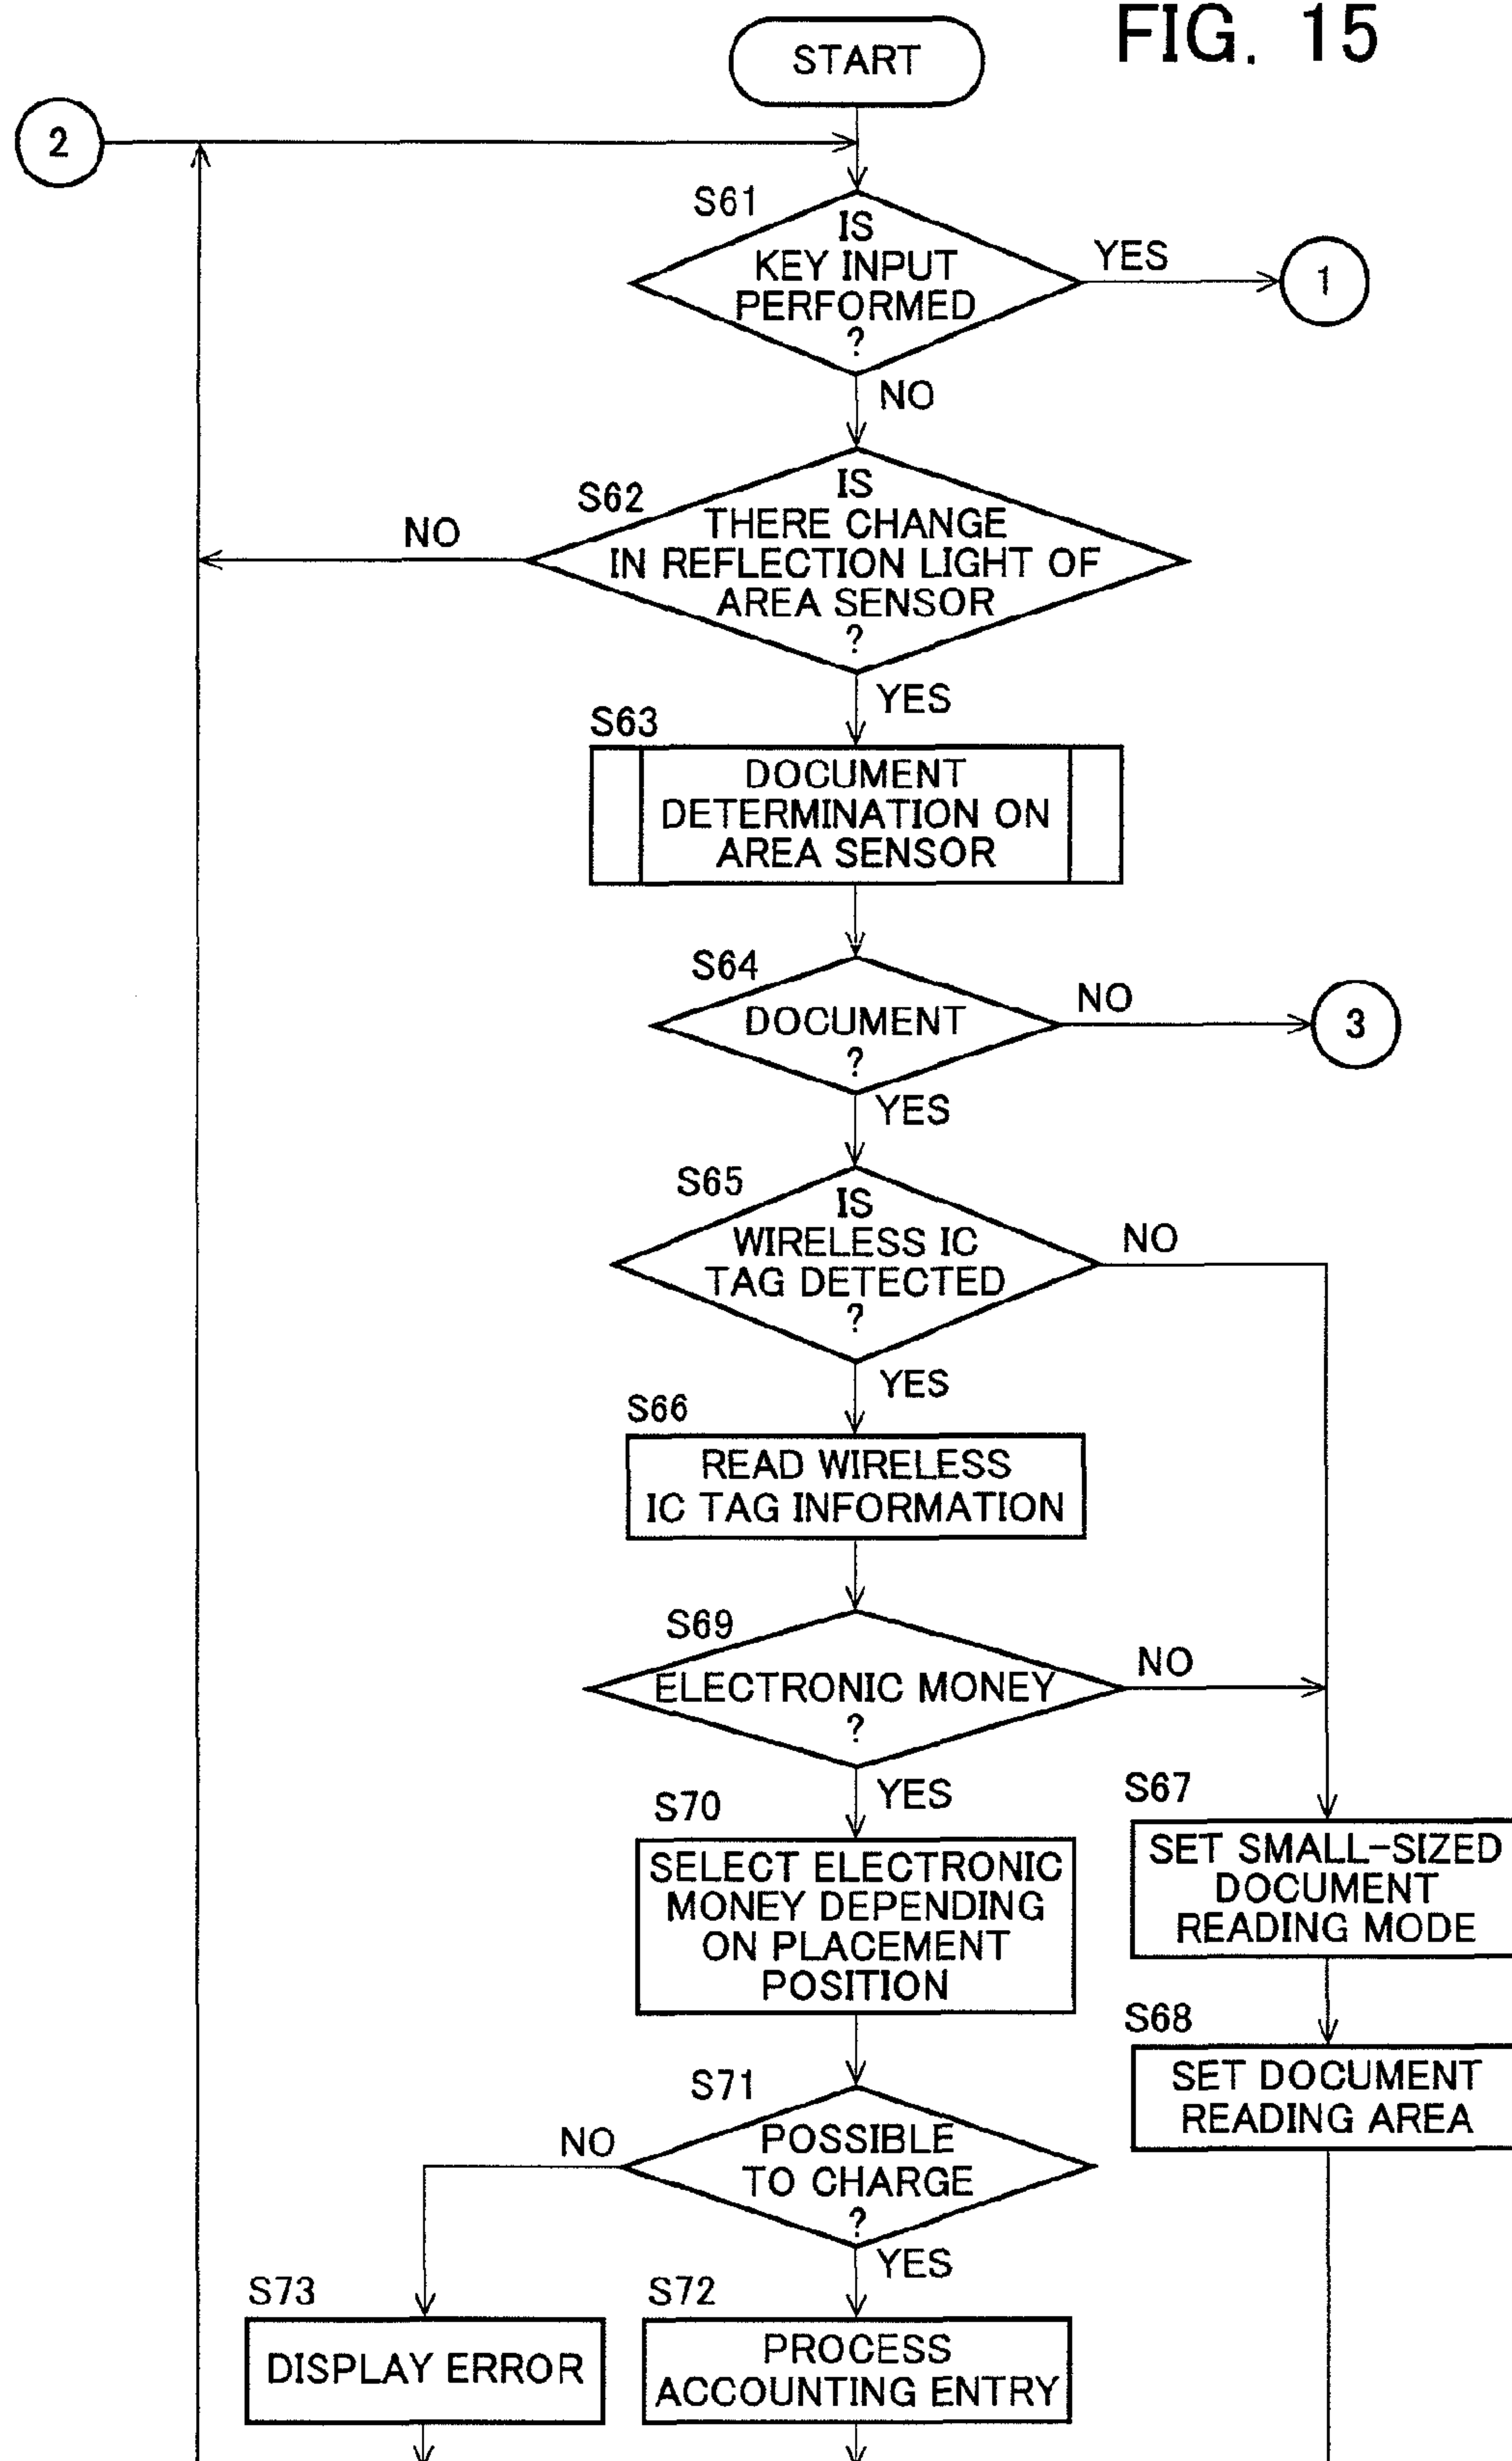 FIG. 15
START
2
S61
IS
KEY INPUT
PERFORMED
?
YES
1
NO
S62
IS
THERE CHANGE
IN REFLECTION LIGHT OF
AREA SENSOR
?
NO
YES
S63
DOCUMENT
DETERMINATION ON
AREA SENSOR
S64
DOCUMENT
?
NO
3
YES
S65
IS
WIRELESS IC
TAG DETECTED
?
NO
YES
S66
READ WIRELESS
IC TAG INFORMATION
S69
ELECTRONIC MONEY
?
NO
YES
S70
SELECT ELECTRONIC
MONEY DEPENDING
ON PLACEMENT
POSITION
S67
SET SMALL-SIZED
DOCUMENT
READING MODE
S68
SET DOCUMENT
READING AREA
S71
POSSIBLE
TO CHARGE
?
NO
YES
S73
DISPLAY ERROR
S72
PROCESS
ACCOUNTING ENTRY